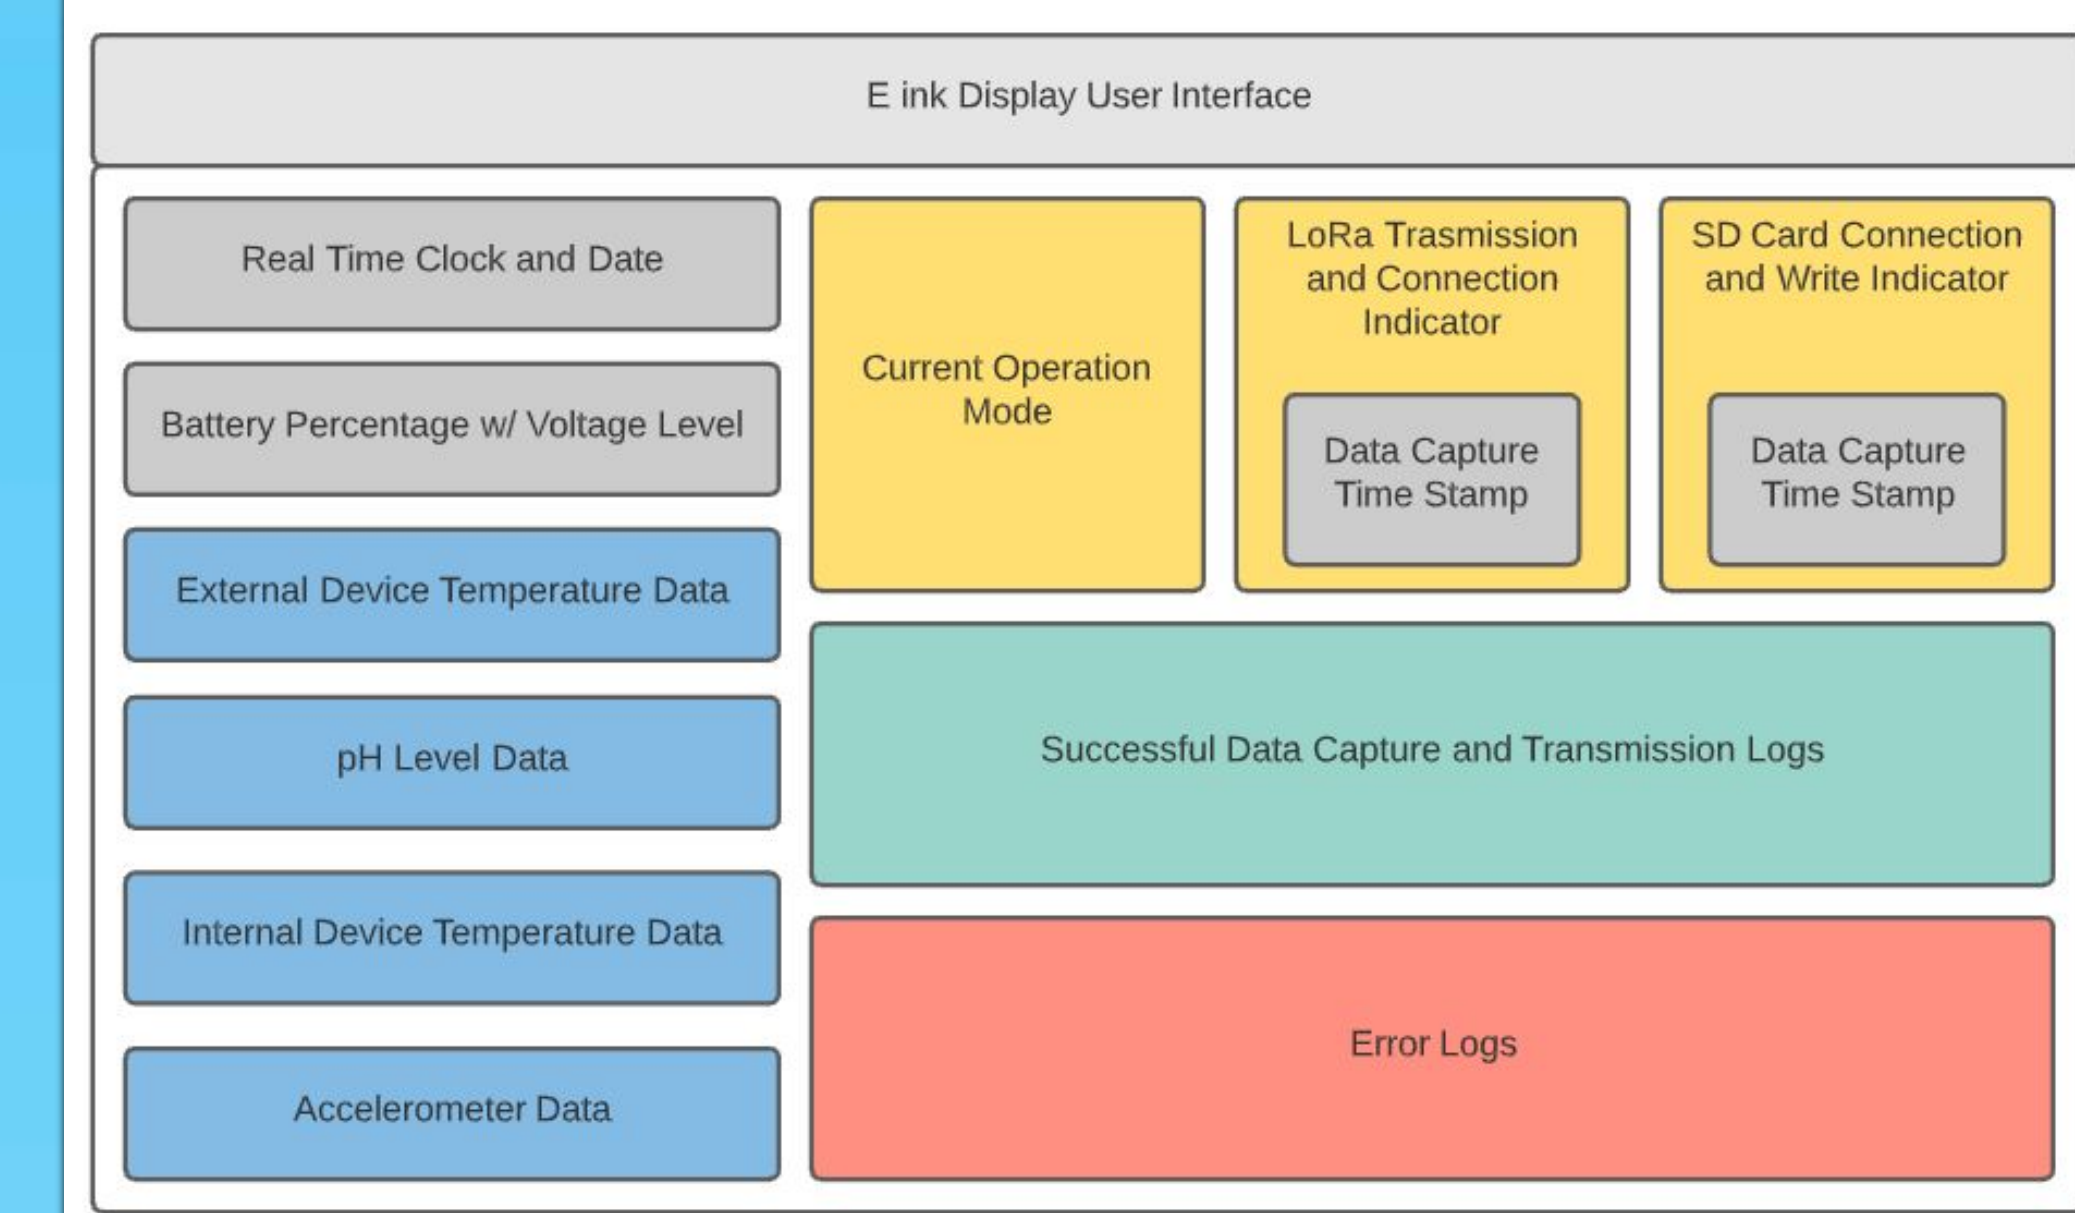 E ink Display User Interface
Real Time Clock and Date
Battery Percentage w/ Voltage Level
External Device Temperature Data
pH Level Data
Internal Device Temperature Data
Accelerometer Data
Current Operation
Mode
LoRa Trasmission
and Connection
Indicator
Data Capture
Time Stamp
SD Card Connection
and Write Indicator
Data Capture
Time Stamp
Successful Data Capture and Transmission Logs
Error Logs